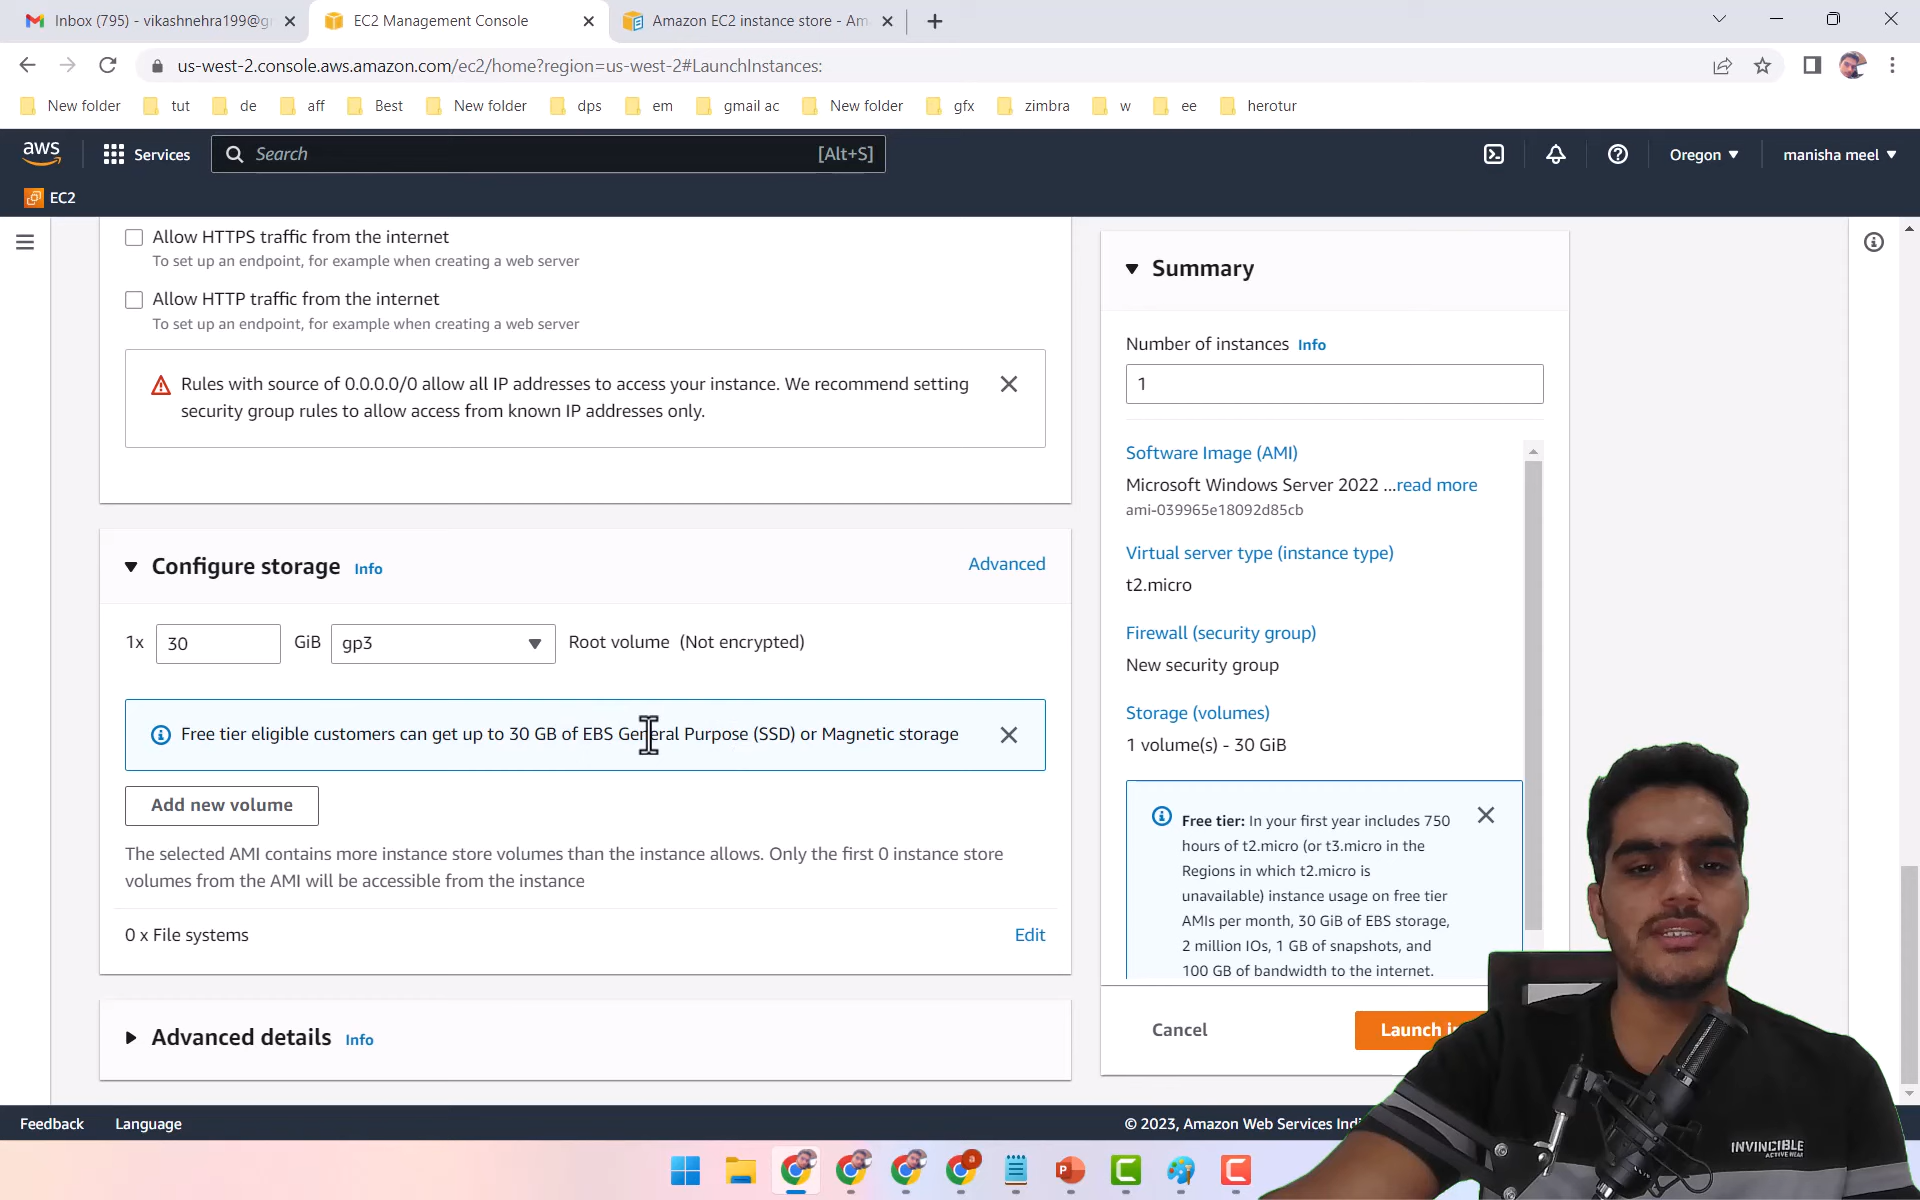 Inbox (795) - vikashnehra199@g
EC2 Management Console
Amazon EC2 instance store - Am
us-west-2.console.aws.amazon.com/ec2/home?region=us-west-2#LaunchInstances:
New folder
tut
de
aff
Best
New folder
dps
em
gmail ac
New folder
gfx
zimbra
w
ee
herotur
aws
Services
Search
[Alt+S]
Oregon
manisha meel
EC2
Allow HTTPS traffic from the internet
To set up an endpoint, for example when creating a web server
Allow HTTP traffic from the internet
To set up an endpoint, for example when creating a web server
Rules with source of 0.0.0.0/0 allow all IP addresses to access your instance. We recommend setting
security group rules to allow access from known IP addresses only.
Configure storage Info
Advanced
1x 30 GiB gp3 Root volume (Not encrypted)
Free tier eligible customers can get up to 30 GB of EBS General Purpose (SSD) or Magnetic storage
Add new volume
The selected AMI contains more instance store volumes than the instance allows. Only the first 0 instance store
volumes from the AMI will be accessible from the instance
0 x File systems
Edit
Advanced details Info
Summary
Number of instances Info
1
Software Image (AMI)
Microsoft Windows Server 2022 ...read more
ami-039965e18092d85cb
Virtual server type (instance type)
t2.micro
Firewall (security group)
New security group
Storage (volumes)
1 volume(s) - 30 GiB
Free tier: In your first year includes 750
hours of t2.micro (or t3.micro in the
Regions in which t2.micro is
unavailable) instance usage on free tier
AMIs per month, 30 GiB of EBS storage,
2 million IOs, 1 GB of snapshots, and
100 GB of bandwidth to the internet.
Cancel
Launch i
Feedback
Language
© 2023, Amazon Web Services Indi
a
P
INVINCIBLE
ACTIVE WEAR